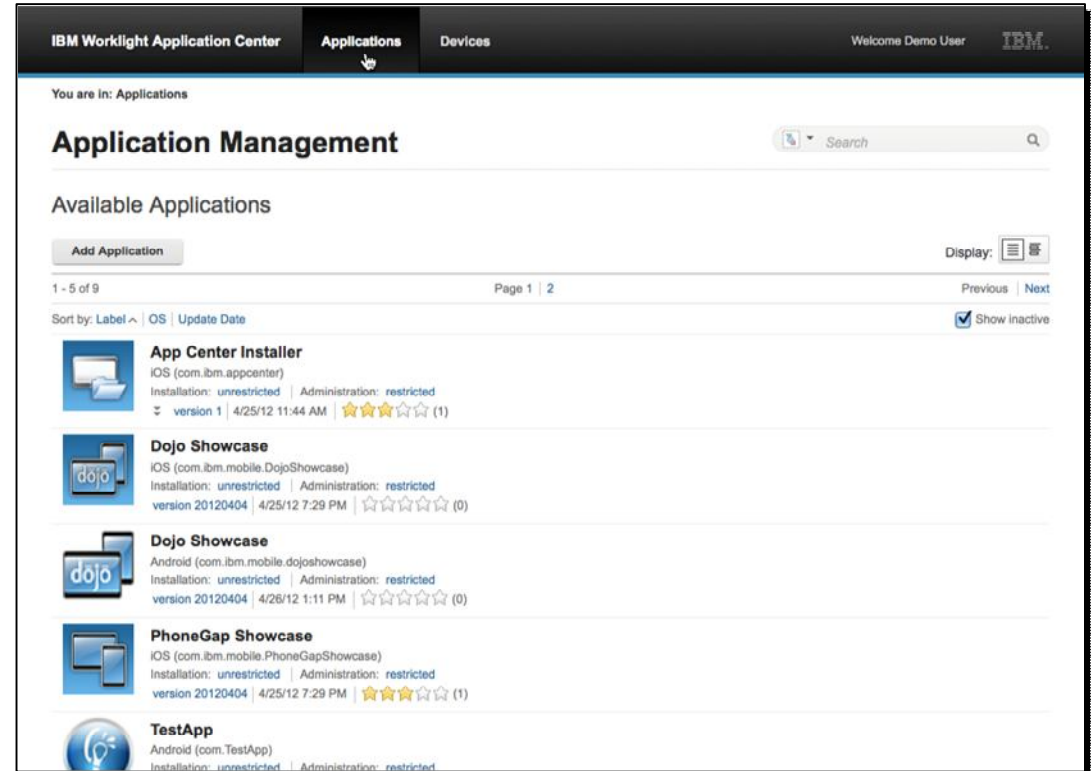 IBM Worklight Application Center Applications Devices Welcome Demo User IBM.
You are in: Applications
Application Management Search
Available Applications
Add Application Display:
1 - 5 of 9 Page 1 | 2 Previous | Next
Sort by: Label | OS | Update Date Show inactive
App Center Installer
iOS (com.ibm.appcenter)
Installation: unrestricted | Administration: restricted
version 1 | 4/25/12 11:44 AM | (1)
dojo
Dojo Showcase
iOS (com.ibm.mobile.DojoShowcase)
Installation: unrestricted | Administration: restricted
version 20120404 | 4/25/12 7:29 PM | (0)
dojo
Dojo Showcase
Android (com.ibm.mobile.dojoshowcase)
Installation: unrestricted | Administration: restricted
version 20120404 | 4/26/12 1:11 PM | (0)
PhoneGap Showcase
iOS (com.ibm.mobile.PhoneGapShowcase)
Installation: unrestricted | Administration: restricted
version 20120404 | 4/25/12 7:29 PM | (1)
TestApp
Android (com.TestApp)
Installation: unrestricted | Administration: restricted